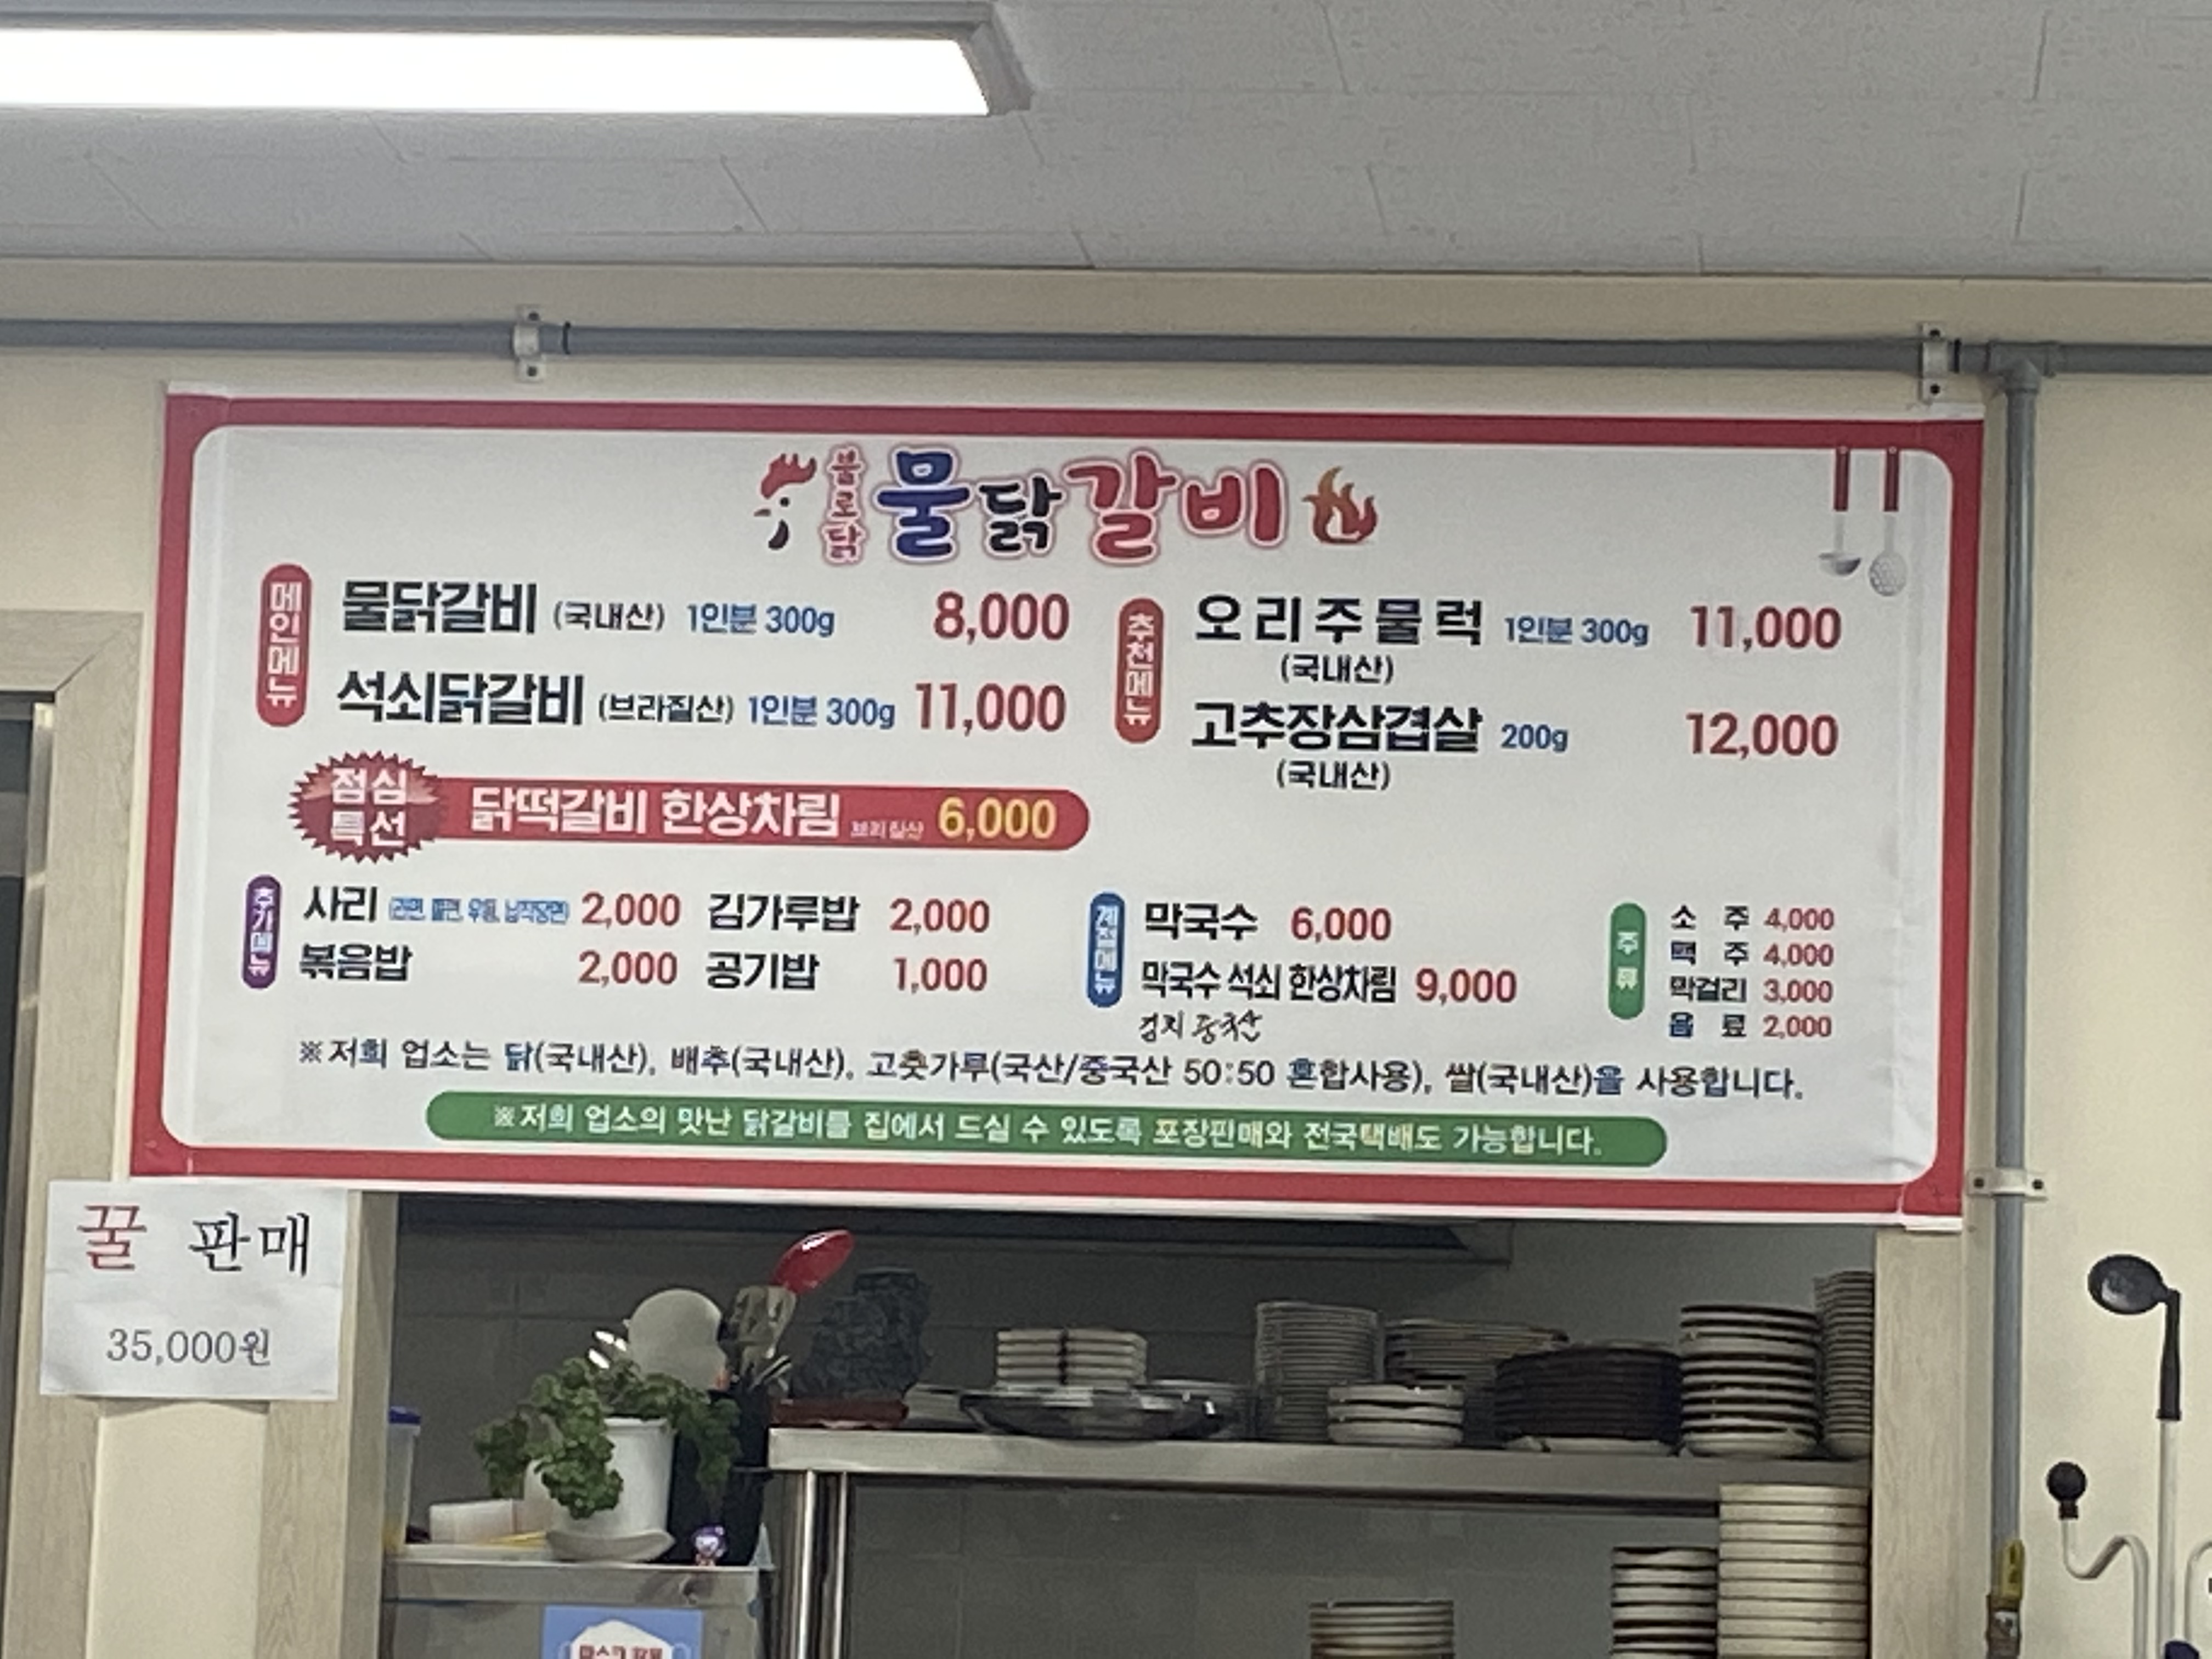 불로닭 물닭갈비
메인메뉴
물닭갈비 (국내산) 1인분 300g 8,000
석쇠닭갈비 (브라질산) 1인분 300g 11,000
추천메뉴
오리주물럭 1인분 300g 11,000
(국내산)
고추장삼겹살 200g 12,000
(국내산)
점심
특선
닭떡갈비 한상차림 브라질산 6,000
추가메뉴
사리 2,000 김가루밥 2,000
볶음밥 2,000 공기밥 1,000
계절메뉴
막국수 6,000
막국수 석쇠 한상차림 9,000
주류
소 주 4,000
맥 주 4,000
막걸리 3,000
음 료 2,000
중국산
※저희 업소는 닭(국내산), 배추(국내산), 고춧가루(국산/중국산 50:50 혼합사용), 쌀(국내산)을 사용합니다.
※저희 업소의 맛난 닭갈비를 집에서 드실 수 있도록 포장판매와 전국택배도 가능합니다.
꿀 판매
35,000원